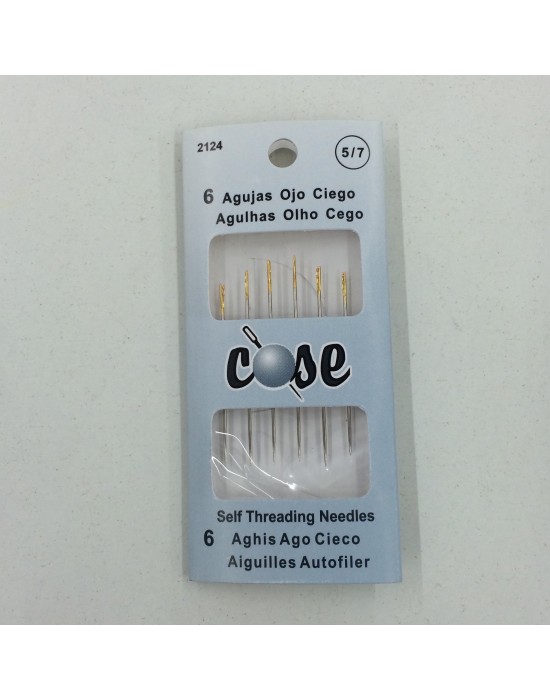 2124
5/7
6 Agujas Ojo Ciego
Agulhas Olho Cego
cose
Self Threading Needles
6 Aghis Ago Cieco
Aiguilles Autofiler